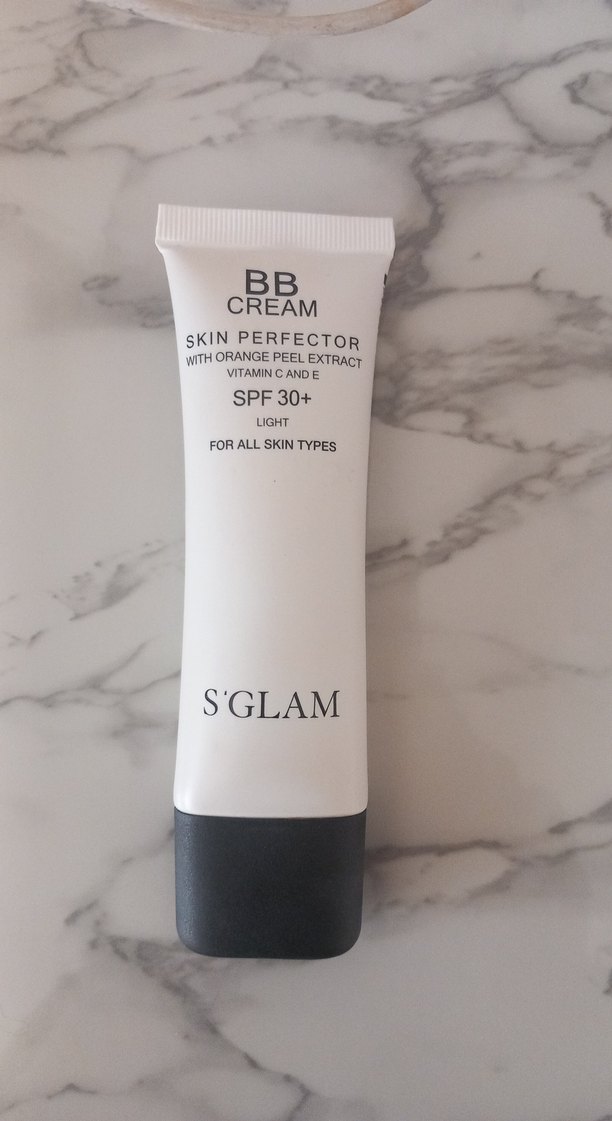 BB
CREAM
SKIN PERFECTOR
WITH ORANGE PEEL EXTRACT
VITAMIN C AND E
SPF 30+
LIGHT
FOR ALL SKIN TYPES
S'GLAM